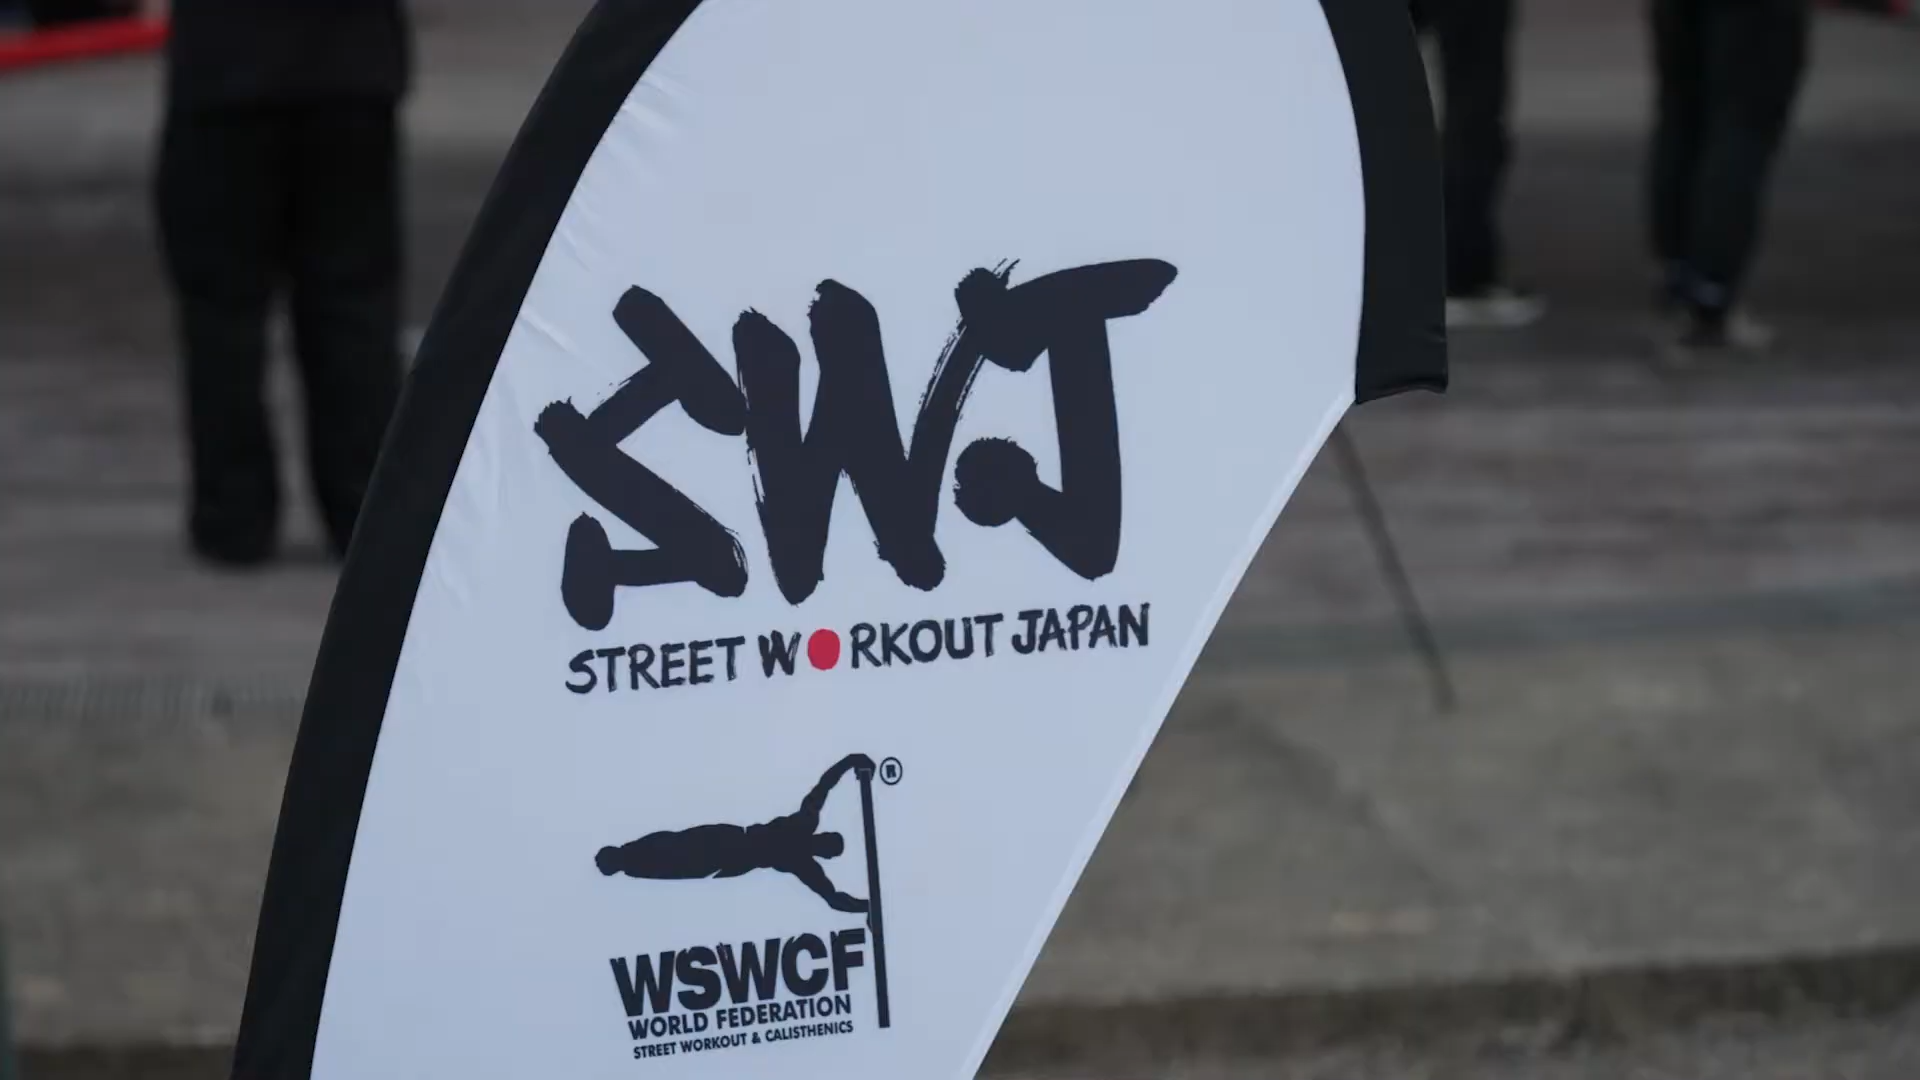 SWJ
STREET WORKOUT JAPAN
®
WSWCF
WORLD FEDERATION
STREET WORKOUT & CALISTHENICS